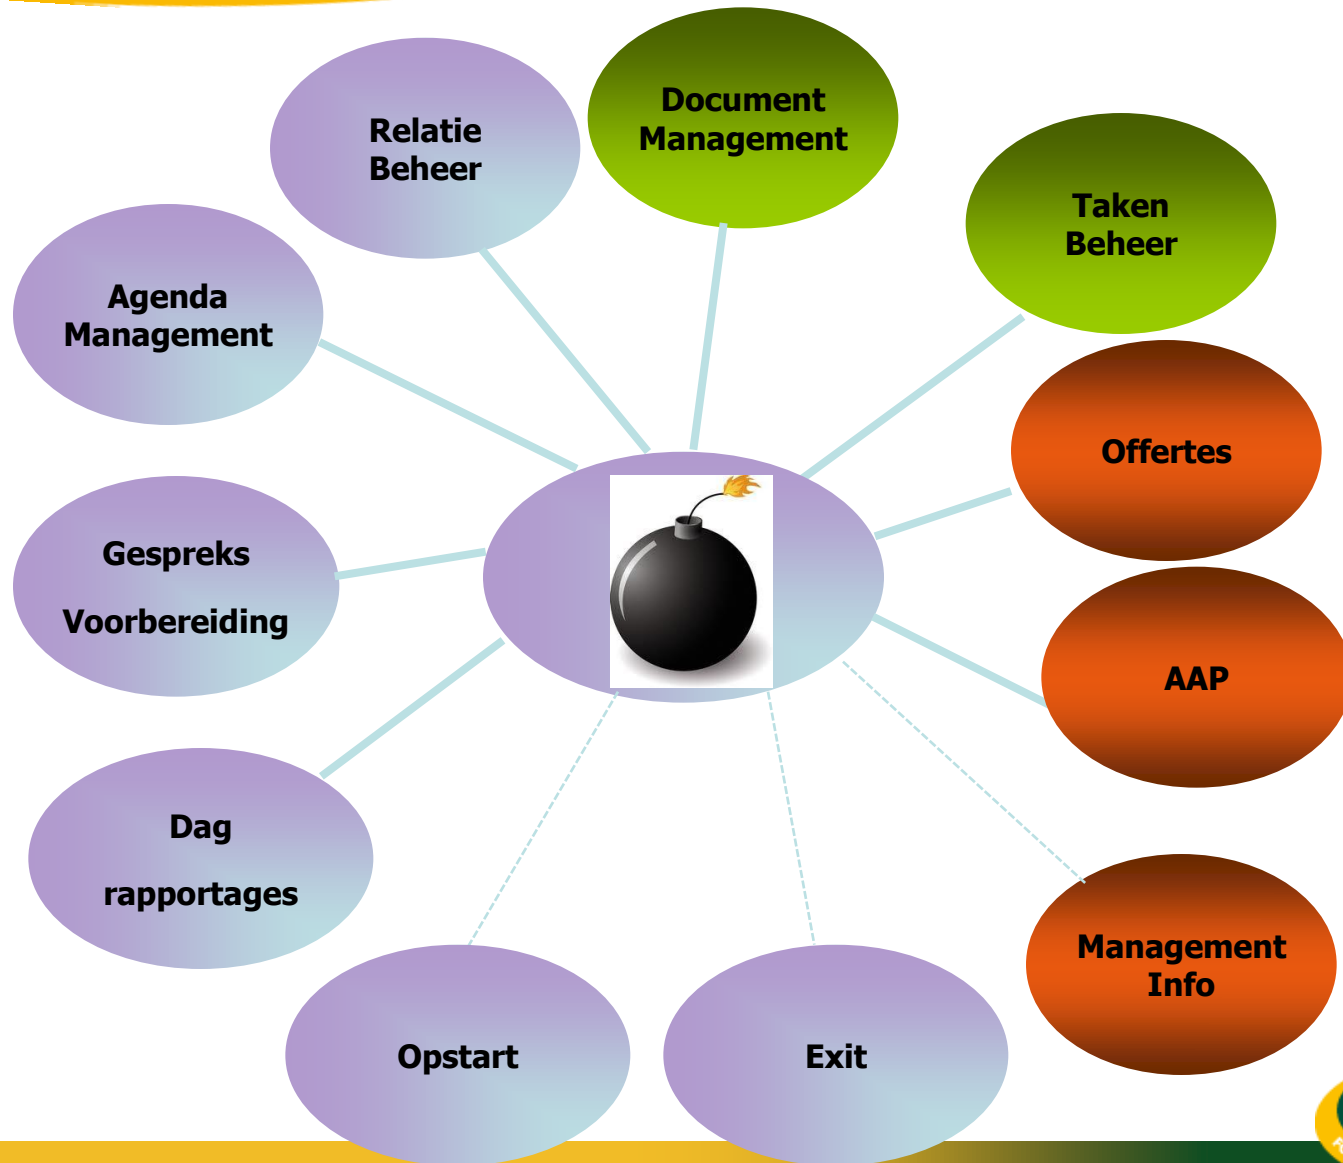 Document
Management
Relatie
Beheer
Taken
Beheer
Agenda
Management
Offertes
Gespreks
Voorbereiding
AAP
Dag
rapportages
Management
Info
Opstart
Exit